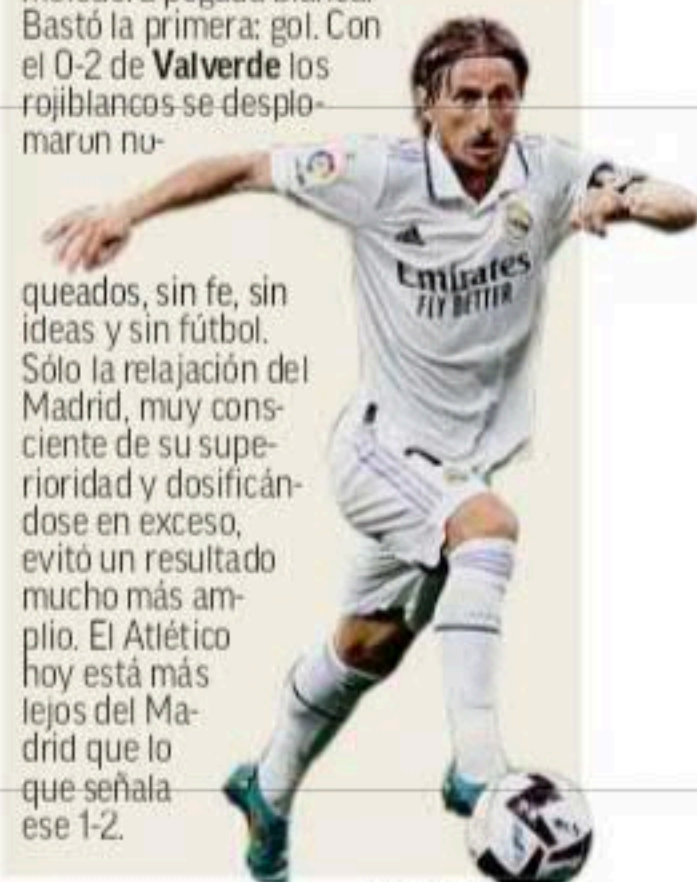 Bastó la primera: gol. Con
el 0-2 de Valverde los
rojiblancos se desplo-
marun nu-
queados, sin fe, sin
ideas y sin fútbol.
Sólo la relajación del
Madrid, muy cons-
ciente de su supe-
rioridad y dosificán-
dose en exceso,
evitó un resultado
mucho más am-
plio. El Atlético
hoy está más
lejos del Ma-
drid que lo
que señala
ese 1-2.
Emirates
FLY BETTER